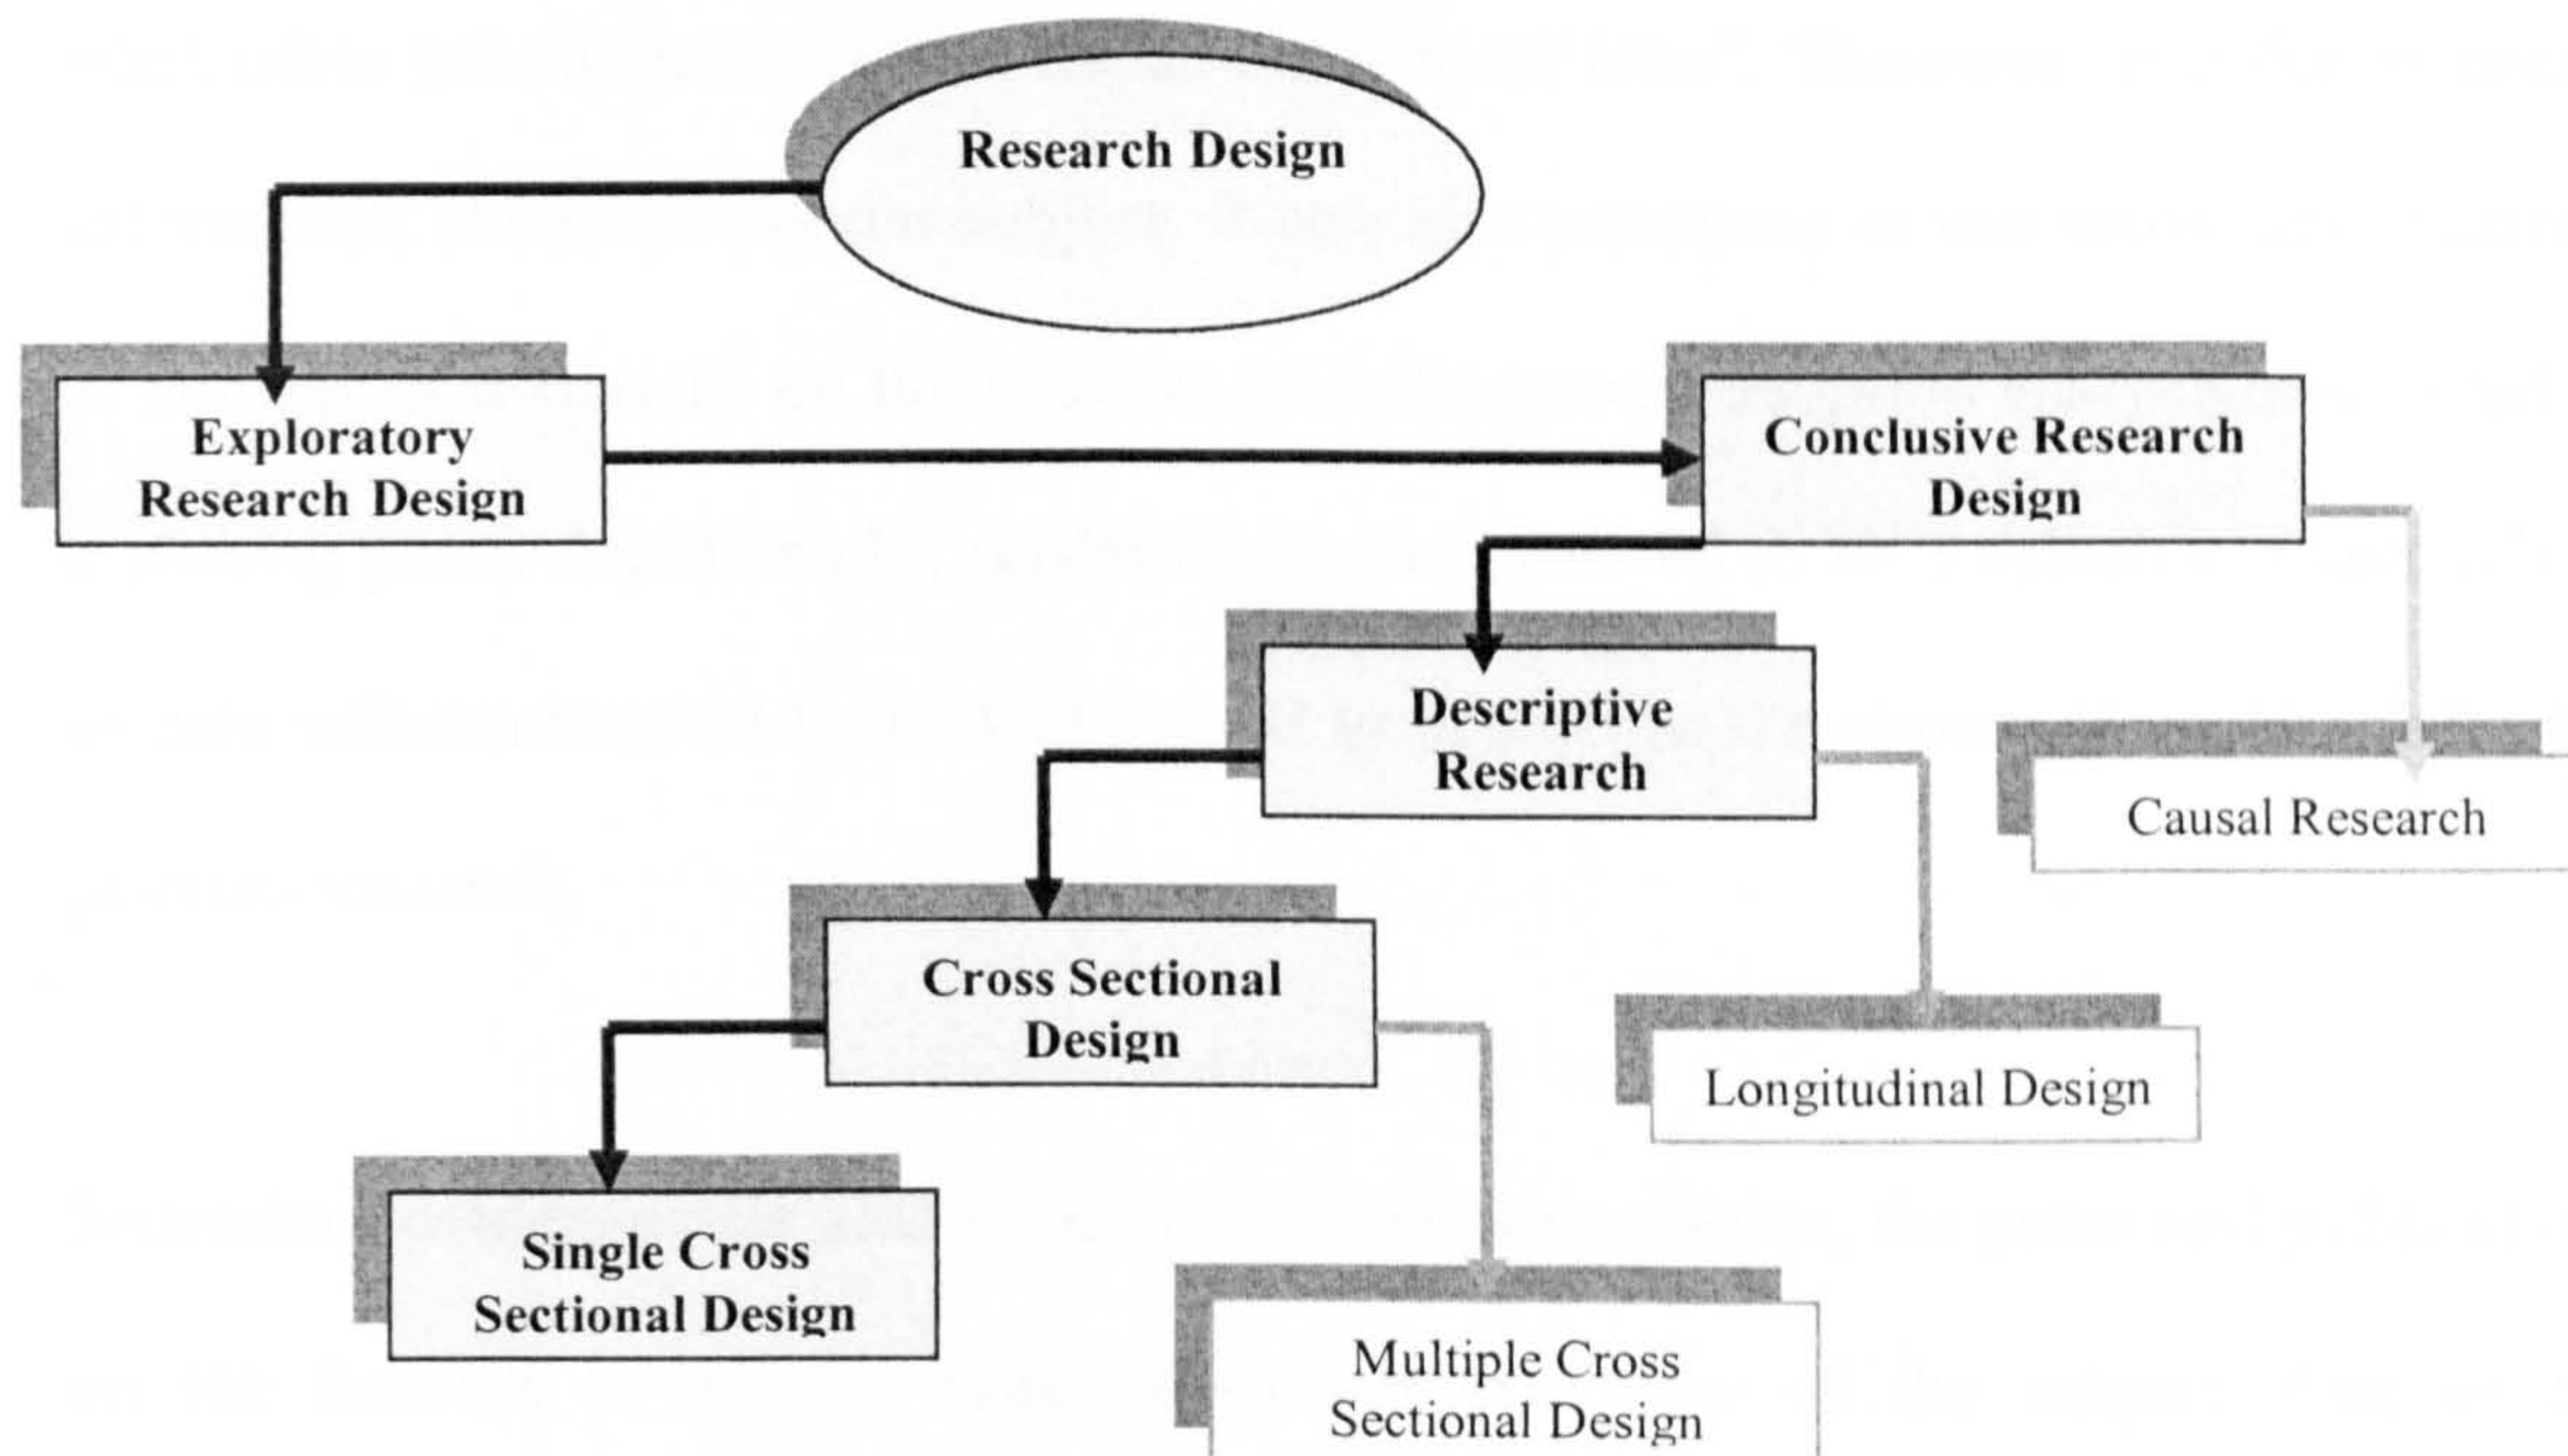 Research Design
Exploratory
Research Design
Conclusive Research
Design
Descriptive
Research
Causal Research
Cross Sectional
Design
Longitudinal Design
Single Cross
Sectional Design
Multiple Cross
Sectional Design